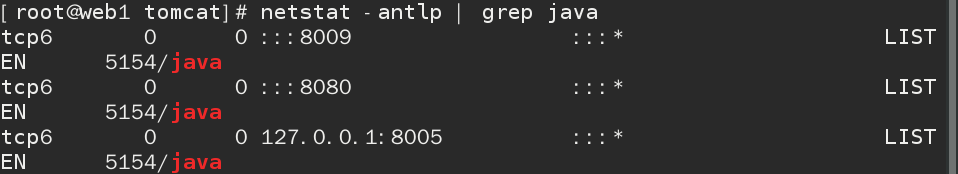 [root@web1 tomcat]# netstat -antlp | grep java
tcp6       0      0 :::8009                 :::*                    LIST
EN      5154/java
tcp6       0      0 :::8080                 :::*                    LIST
EN      5154/java
tcp6       0      0 127.0.0.1:8005          :::*                    LIST
EN      5154/java